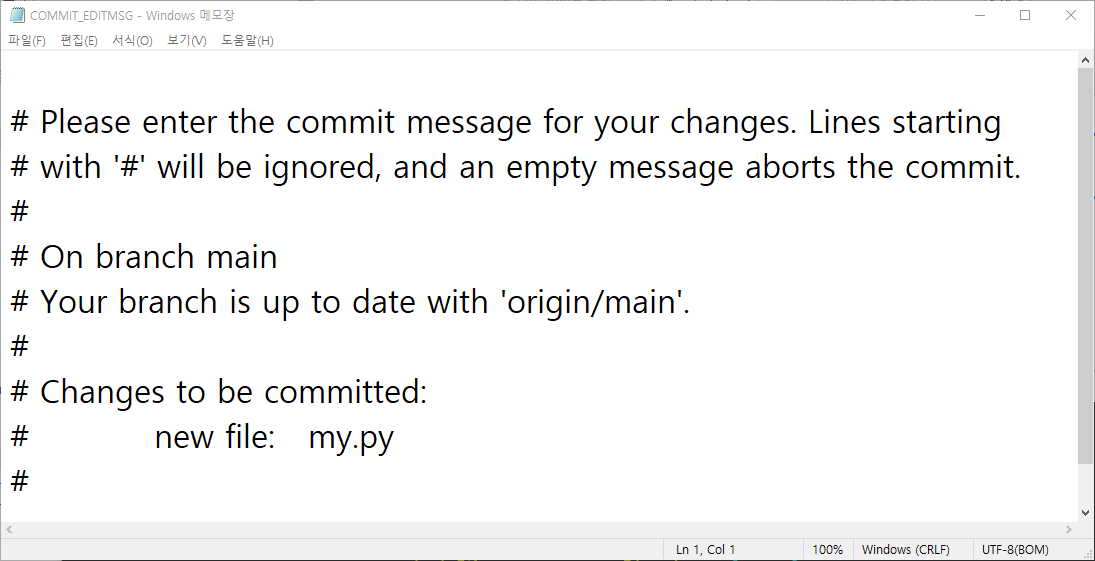 COMMIT_EDITMSG - Windows 메모장
파일(F) 편집(E) 서식(O) 보기(V) 도움말(H)
# Please enter the commit message for your changes. Lines starting
# with '#' will be ignored, and an empty message aborts the commit.
#
# On branch main
# Your branch is up to date with 'origin/main'.
#
# Changes to be committed:
# new file: my.py
#
Ln 1, Col 1 100% Windows (CRLF) UTF-8(BOM)